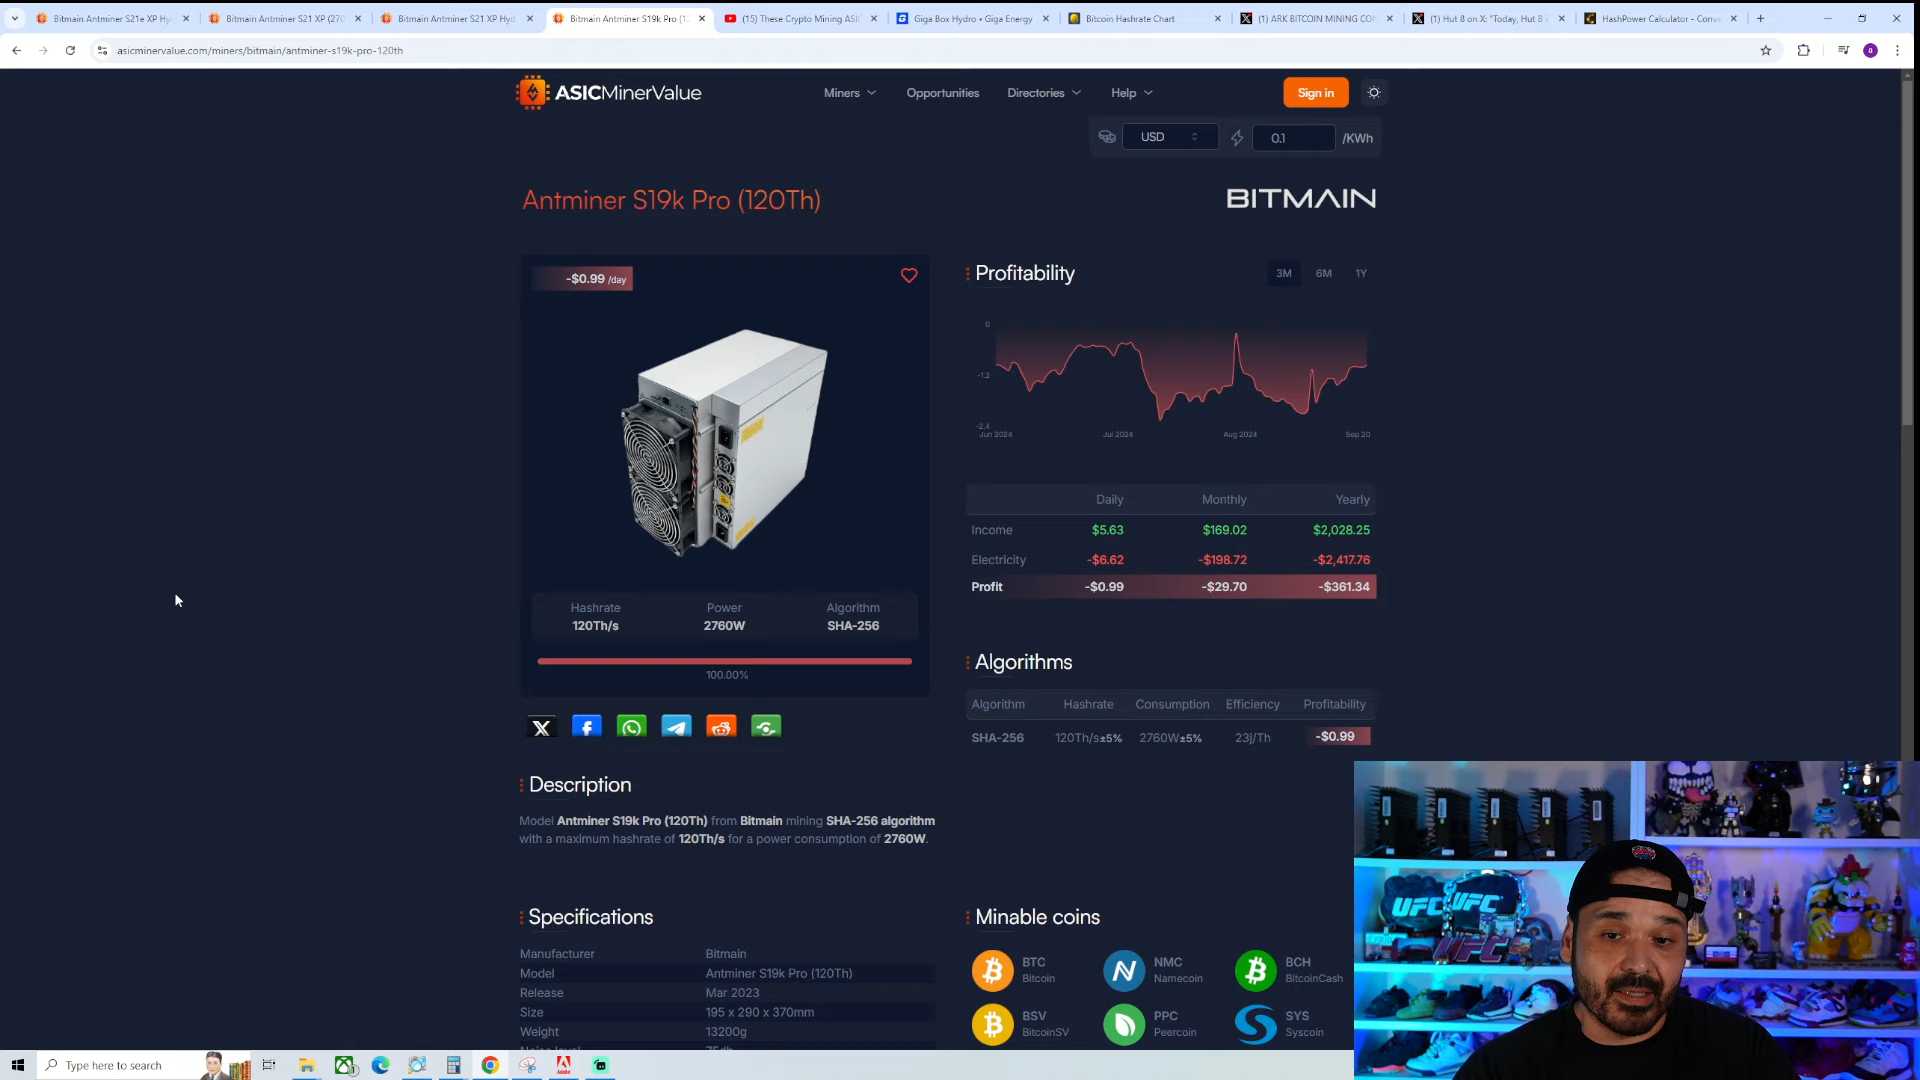 Bitmain Antminer S21e XP Hy
Bitmain Antminer S21 XP (270
Bitmain Antminer S21 XP Hyd
Bitmain Antminer S19k Pro (1
(15) These Crypto Mining ASI
Giga Box Hydro • Giga Energy
Bitcoin Hashrate Chart
(1) ARK BITCOIN MINING CO
(1) Hut 8 on X: "Today, Hut 8
HashPower Calculator - Conve
asicminervalue.com/miners/bitmain/antminer-s19k-pro-120th
a
ASICMinerValue
Miners
Opportunities
Directories
Help
Sign in
USD
0.1
/KWh
Antminer S19k Pro (120Th)
BITMAIN
-$0.99 /day
Profitability
3M 6M 1Y
0
-1.2
-2.4
Jun 2024 Jul 2024 Aug 2024 Sep 20
Daily Monthly Yearly
Income $5.63 $169.02 $2,028.25
Electricity -$6.62 -$198.72 -$2,417.76
Profit -$0.99 -$29.70 -$361.34
Hashrate Power Algorithm
120Th/s 2760W SHA-256
100.00%
Algorithms
Algorithm Hashrate Consumption Efficiency Profitability
SHA-256 120Th/s±5% 2760W±5% 23j/Th -$0.99
Description
Model Antminer S19k Pro (120Th) from Bitmain mining SHA-256 algorithm
with a maximum hashrate of 120Th/s for a power consumption of 2760W.
Specifications
Manufacturer Bitmain
Model Antminer S19k Pro (120Th)
Release Mar 2023
Size 195 x 290 x 370mm
Weight 13200g
Noise level 75db
Minable coins
BTC
Bitcoin
NMC
Namecoin
BCH
BitcoinCash
BSV
BitcoinSV
PPC
Peercoin
SYS
Syscoin
UFC UFC
UFC
Type here to search